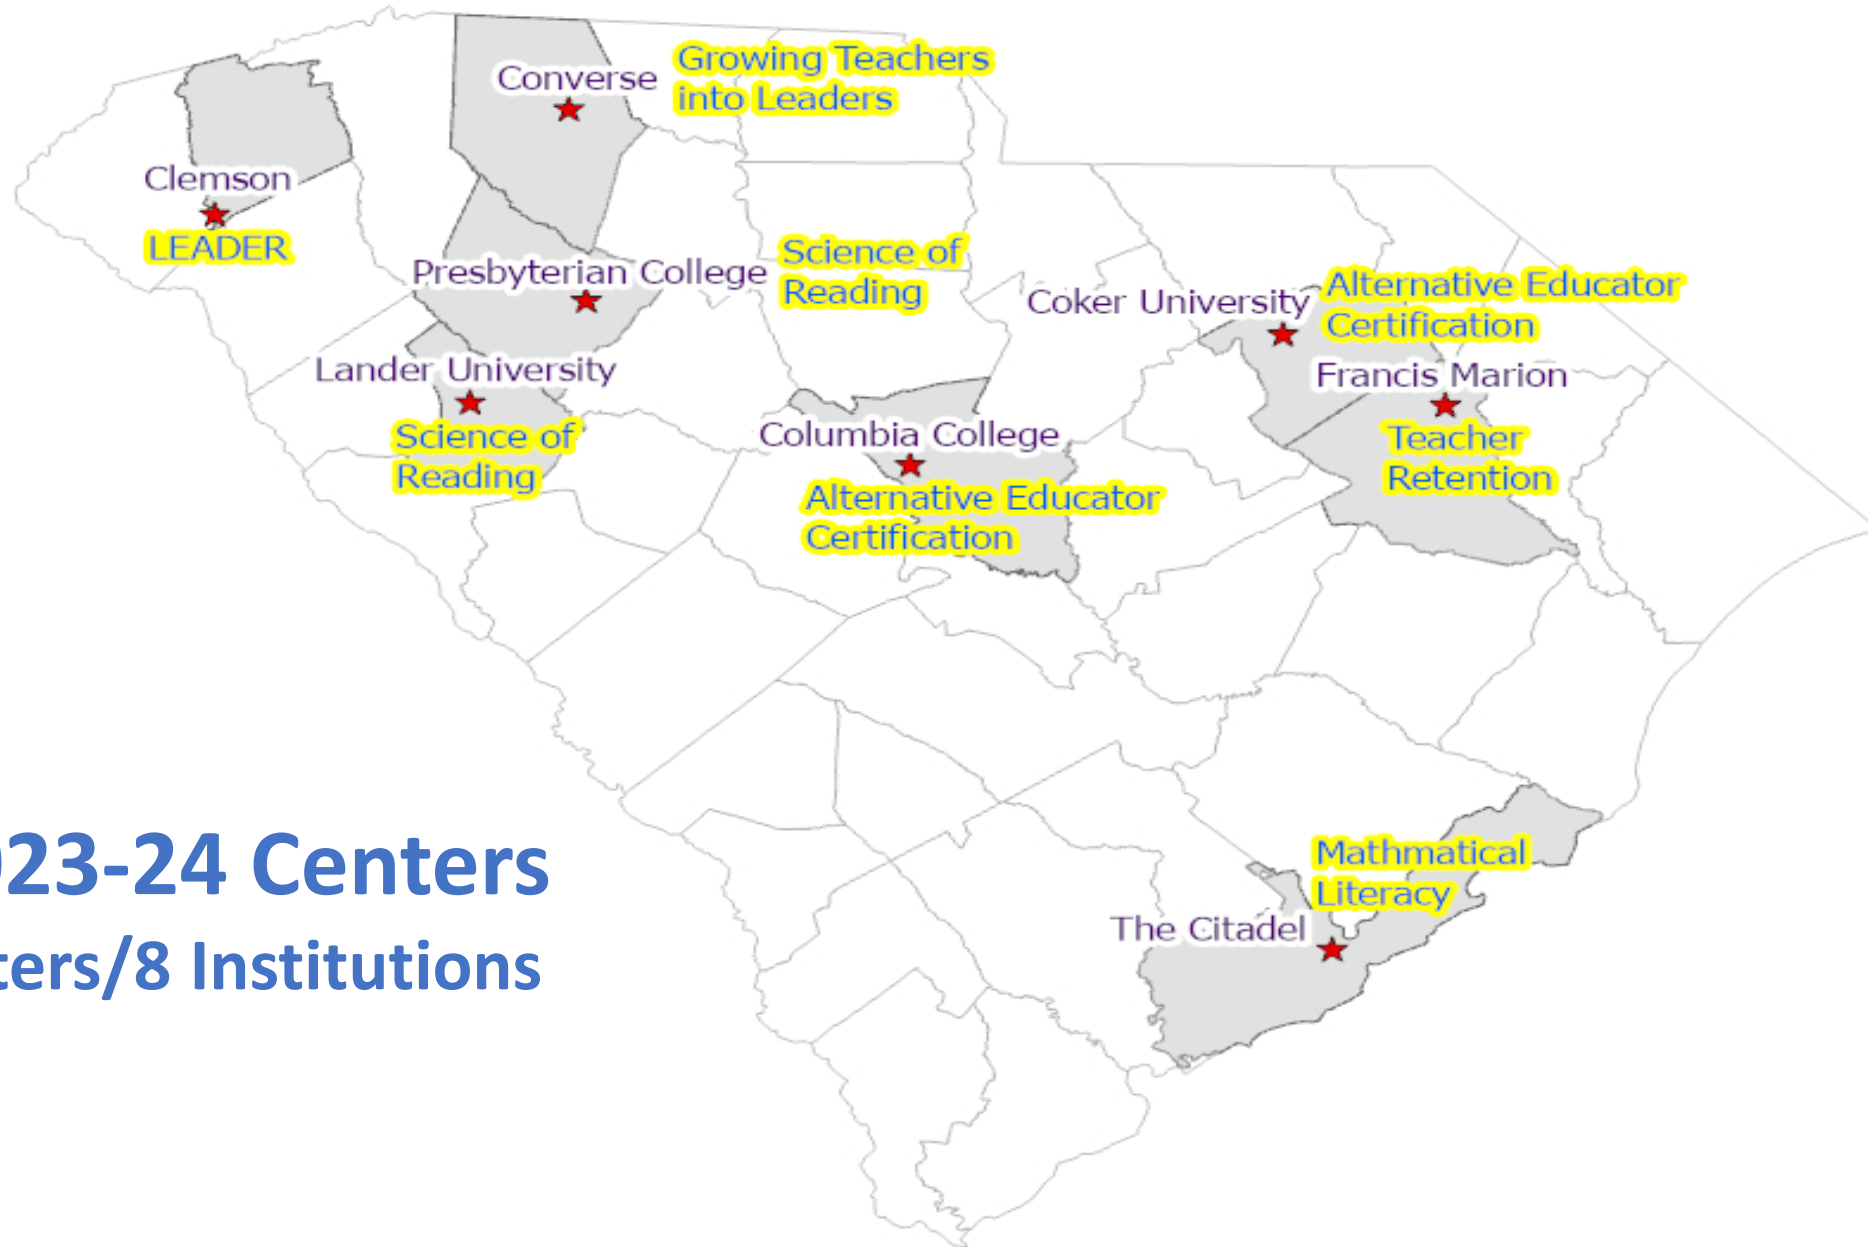 Converse
Growing Teachers
into Leaders
Clemson
LEADER
Presbyterian College
Science of
Reading
Coker University
Alternative Educator
Certification
Lander University
Science of
Reading
Francis Marion
Teacher
Retention
Columbia College
Alternative Educator
Certification
23-24 Centers
ters/8 Institutions
Mathmatical
Literacy
The Citadel